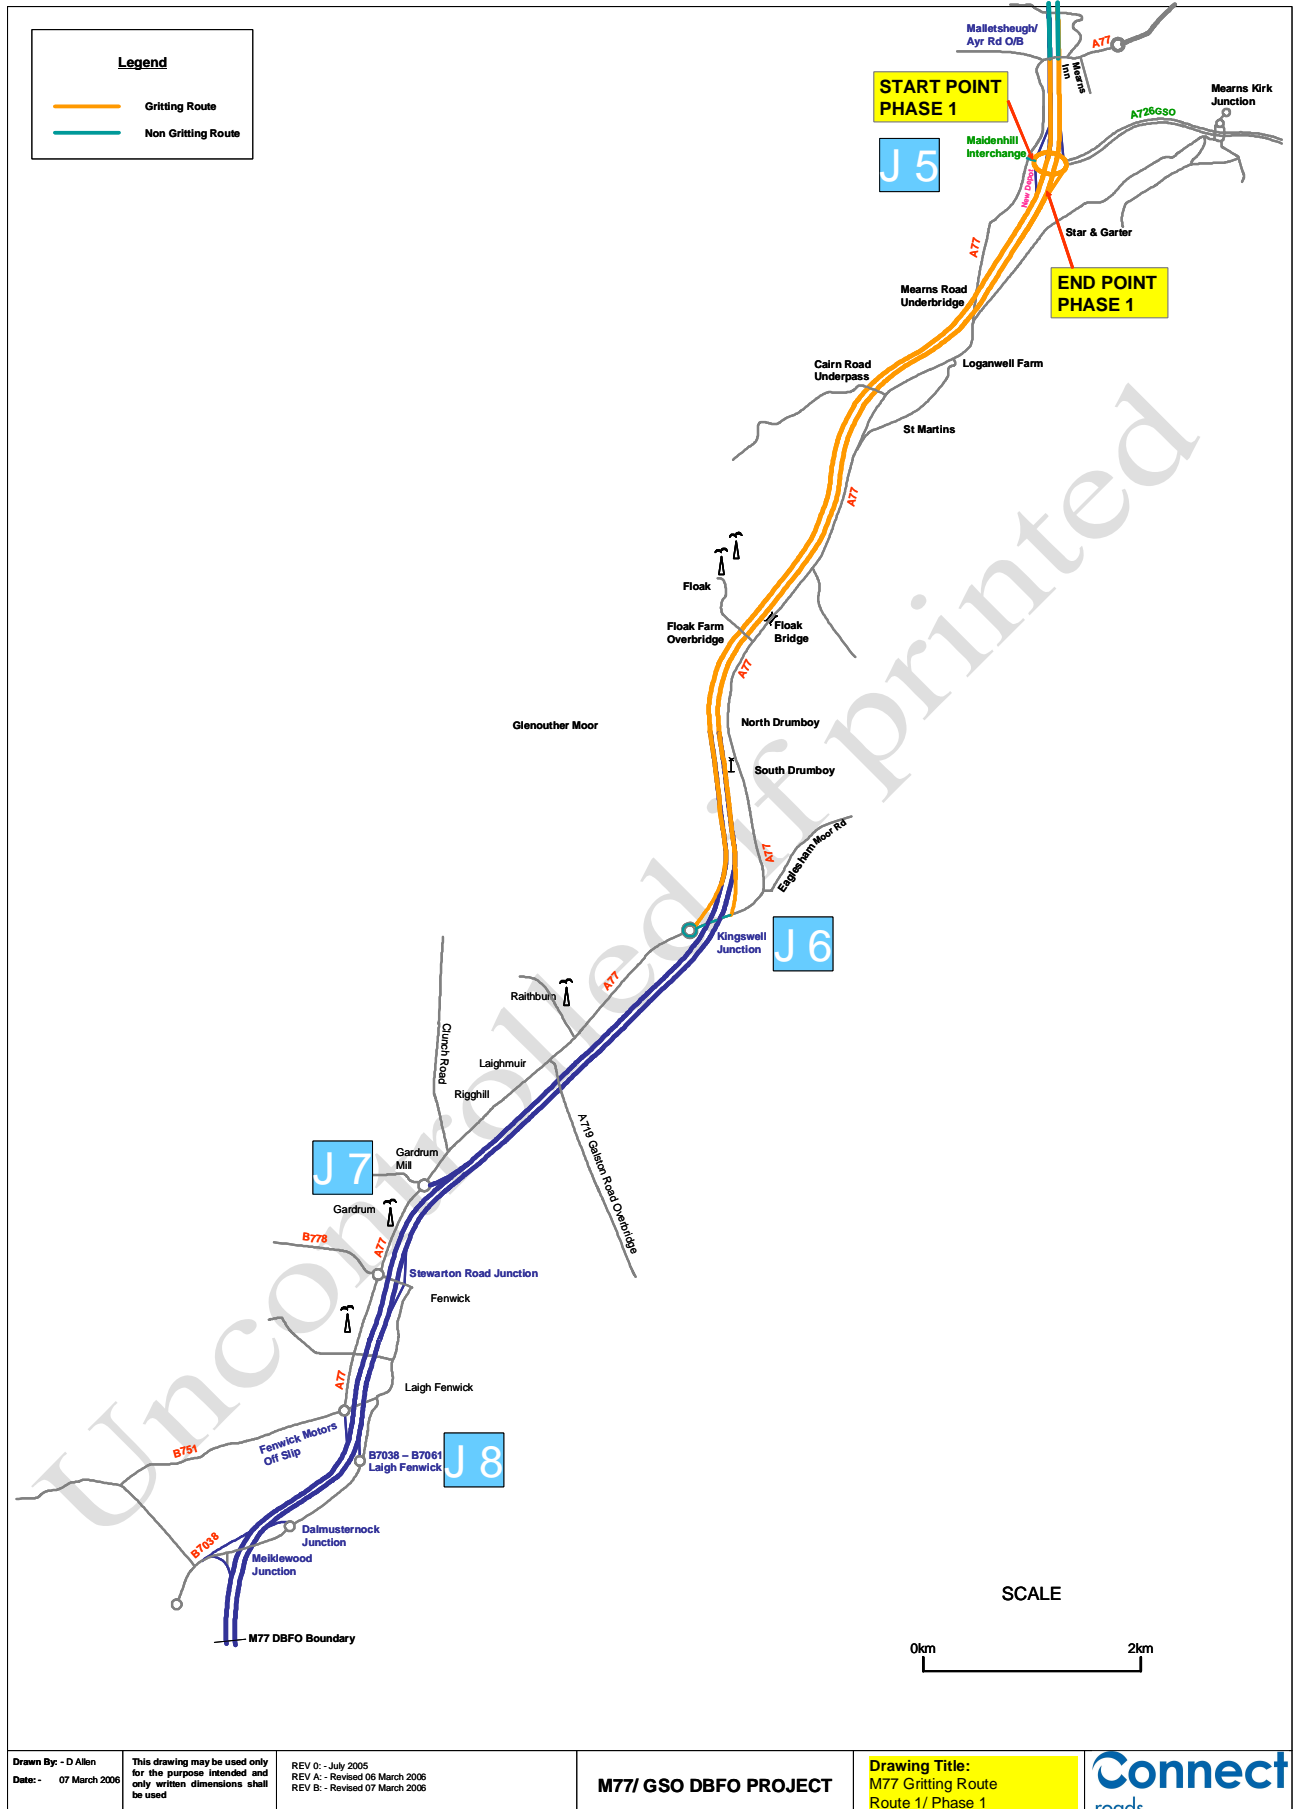 Legend
Gritting Route
Non Gritting Route
Malletsheugh/
Ayr Rd O/B
A77
Mearns
Inn
START POINT
PHASE 1
Mearns Kirk
Junction
A726GSO
J 5
Maidenhill
Interchange
New Depot
Star & Garter
A77
END POINT
PHASE 1
Mearns Road
Underbridge
Cairn Road
Underpass
Loganwell Farm
St Martins
A77
Floak
Floak Farm
Overbridge
Floak
Bridge
A77
Glenouther Moor
North Drumboy
South Drumboy
A77
Eaglesham Moor Rd
Kingswell
Junction
J 6
A77
Raithburn
Clunch Road
Laighmuir
Rigghill
A719 Galston Road Overbridge
J 7
Gardrum
Mill
Gardrum
B778
A77
Stewarton Road Junction
Fenwick
A77
Laigh Fenwick
B751
Fenwick Motors
Off Slip
B7038 – B7061
Laigh Fenwick
J 8
B7038
Dalmusternock
Junction
Meiklewood
Junction
M77 DBFO Boundary
Uncontrolled if printed
SCALE
0km 2km
Drawn By: - D Allen
Date: - 07 March 2006
This drawing may be used only
for the purpose intended and
only written dimensions shall
be used
REV 0: - July 2005
REV A: - Revised 06 March 2006
REV B: - Revised 07 March 2006
M77/ GSO DBFO PROJECT
Drawing Title:
M77 Gritting Route
Route 1/ Phase 1
Connect
roads